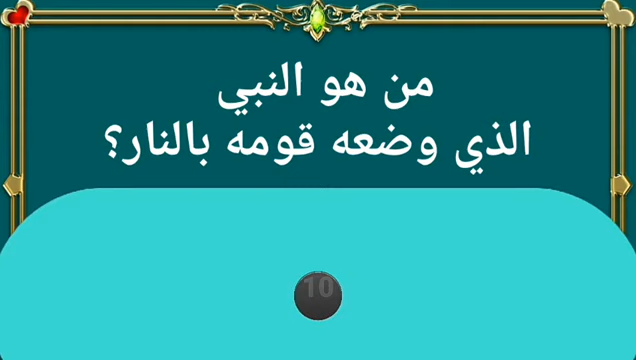 من هو النبي
الذي وضعه قومه بالنار؟
10